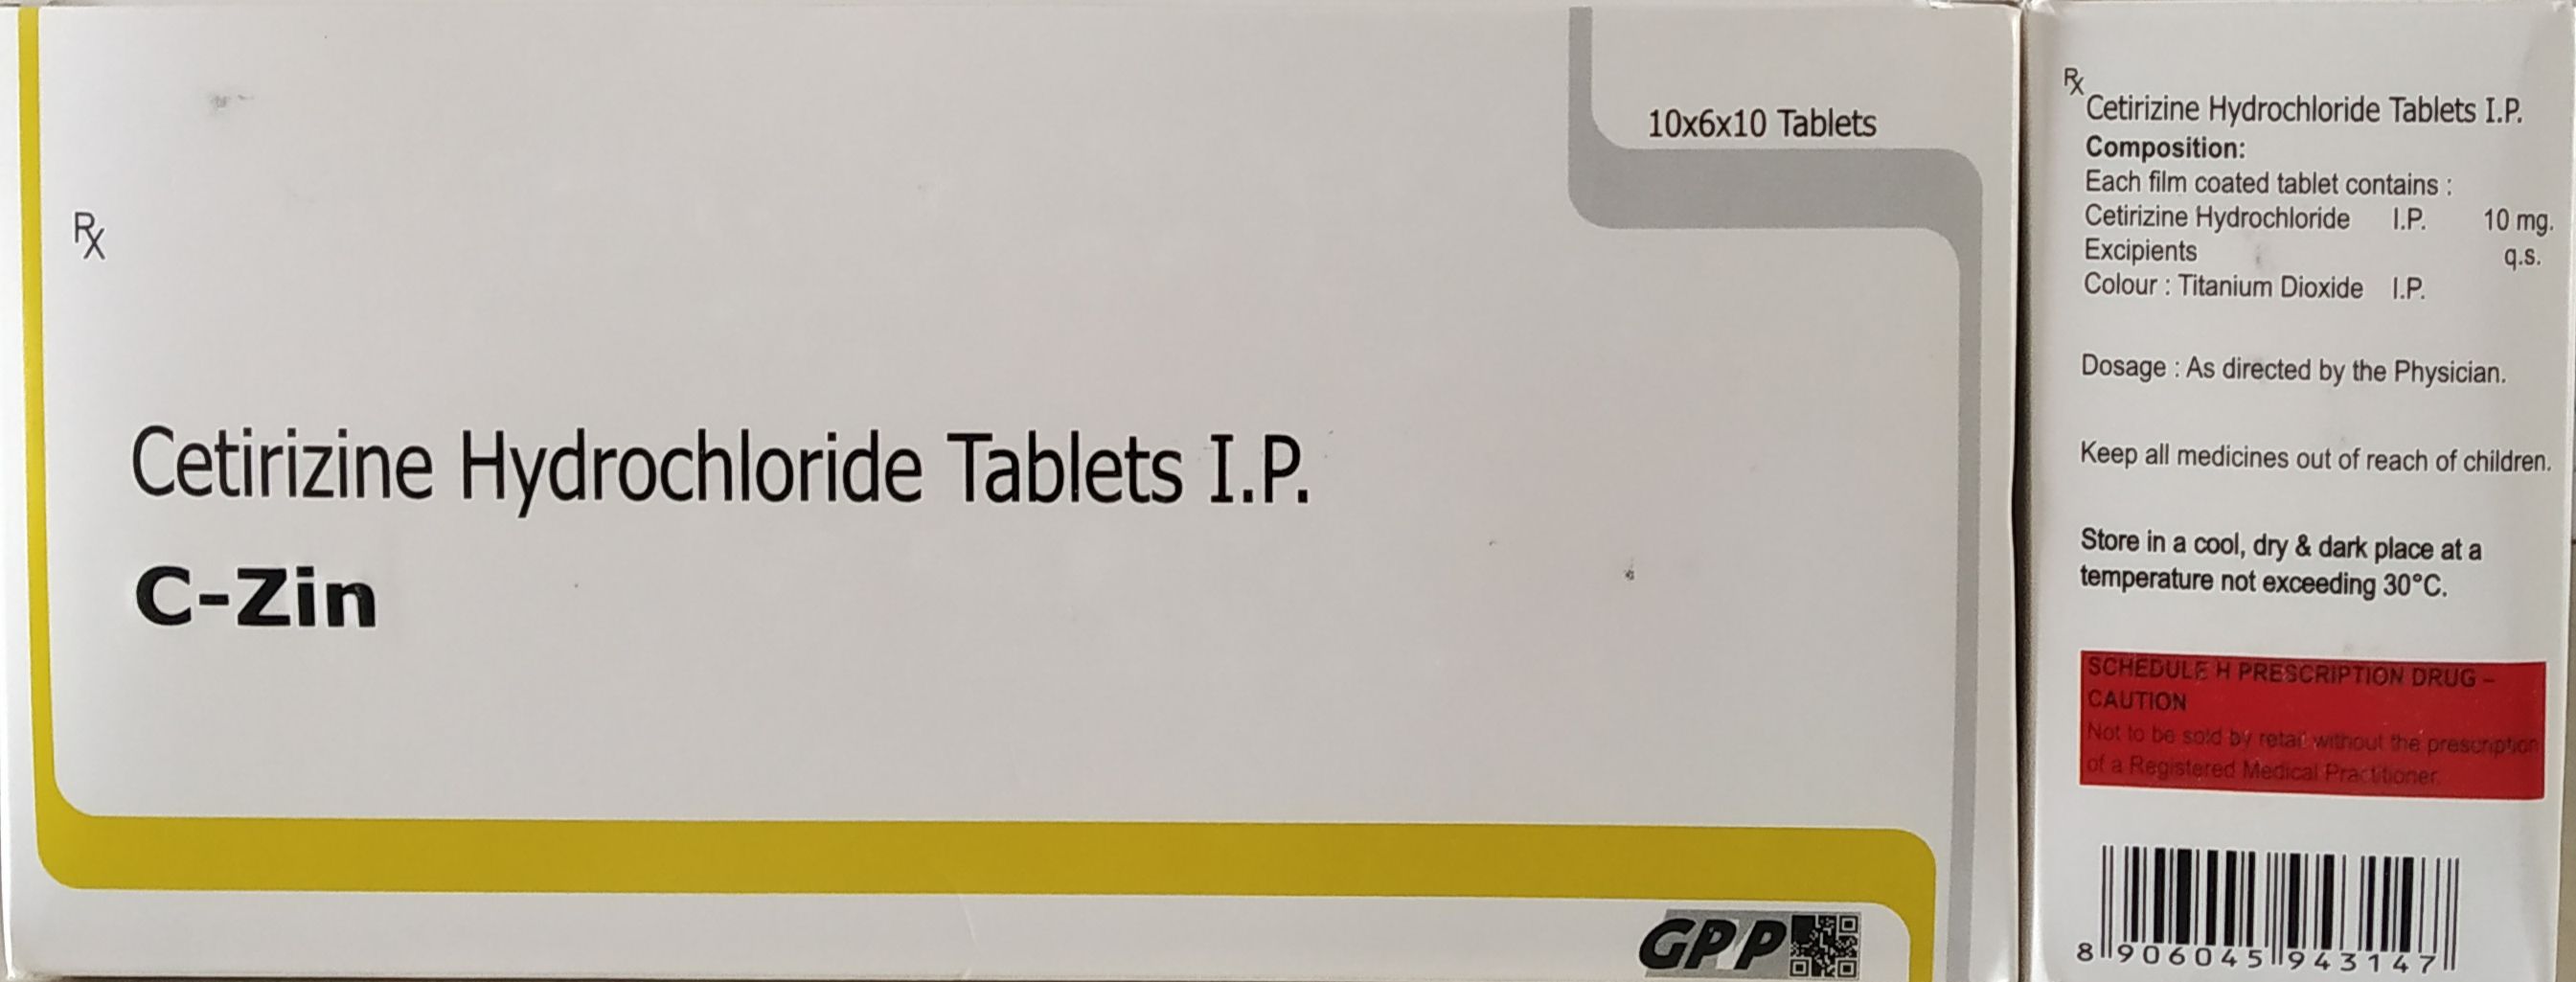 10x6x10 Tablets
Rx
Cetirizine Hydrochloride Tablets I.P.
C-Zin
GPP
Rx
Cetirizine Hydrochloride Tablets I.P.
Composition:
Each film coated tablet contains :
Cetirizine Hydrochloride I.P. 10 mg.
Excipients q.s.
Colour : Titanium Dioxide I.P.
Dosage : As directed by the Physician.
Keep all medicines out of reach of children.
Store in a cool, dry & dark place at a
temperature not exceeding 30°C.
SCHEDULE H PRESCRIPTION DRUG –
CAUTION
Not to be sold by retail without the prescription
of a Registered Medical Practitioner.
8 906045 943147